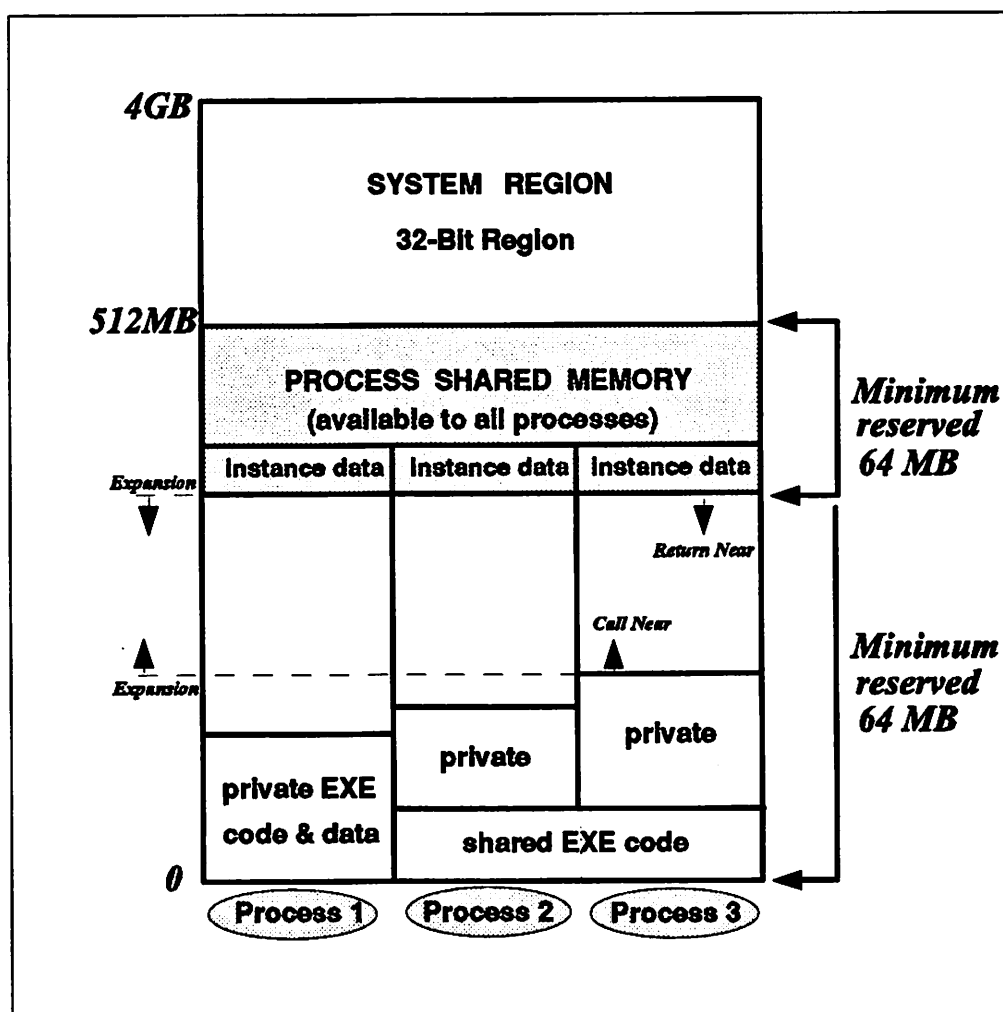 4GB
SYSTEM REGION
32-Bit Region
512MB
PROCESS SHARED MEMORY
(available to all processes)
Minimum
reserved
64 MB
instance data
instance data
instance data
Expansion
Return Near
Call Near
Expansion
Minimum
reserved
64 MB
private EXE
code & data
private
private
shared EXE code
0
Process 1
Process 2
Process 3